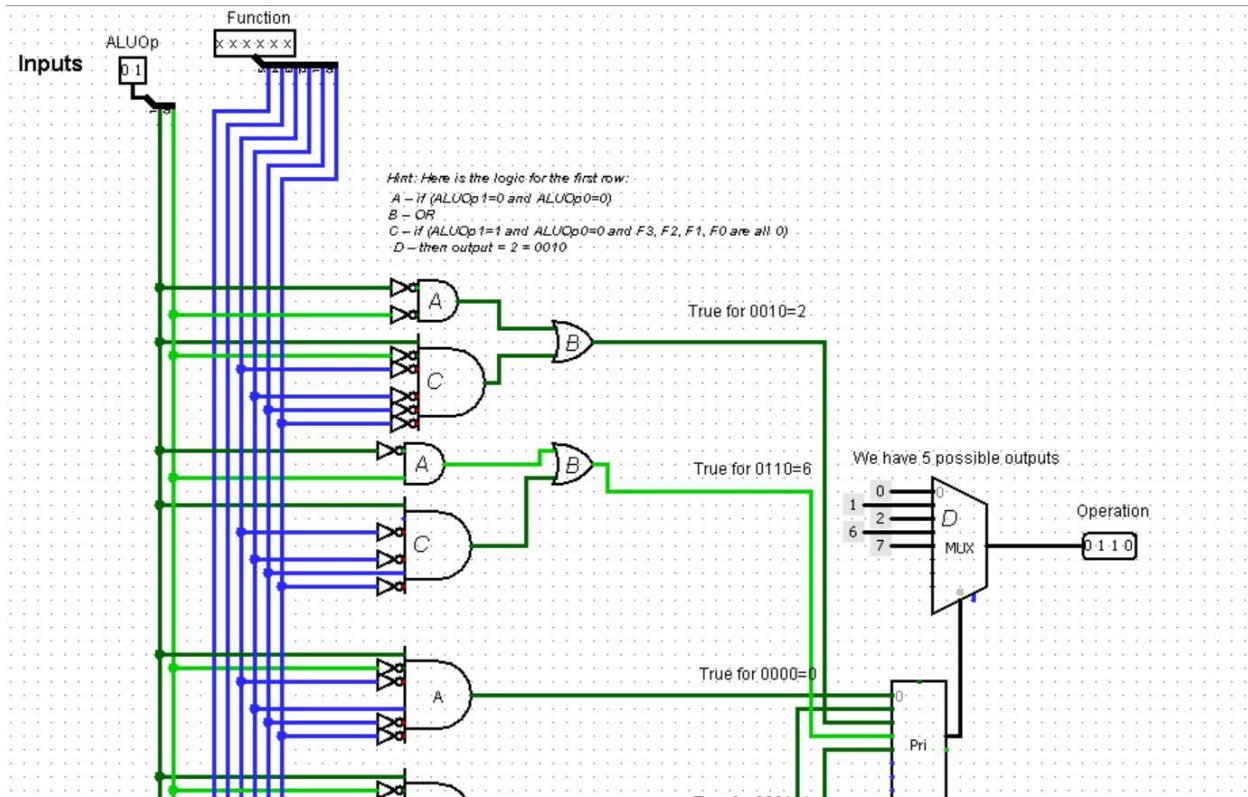 Function
x x x x x x
ALUOp
0 1
Inputs
Hint: Here is the logic for the first row:
A – if (ALUOp1=0 and ALUOp0=0)
B – OR
C – if (ALUOp1=1 and ALUOp0=0 and F3, F2, F1, F0 are all 0)
D – then output = 2 = 0010
A
True for 0010=2
B
C
A
B
True for 0110=6
C
We have 5 possible outputs
0
0
1
2
D
6
7
MUX
Operation
0 1 1 0
True for 0000=0
A
0
Pri